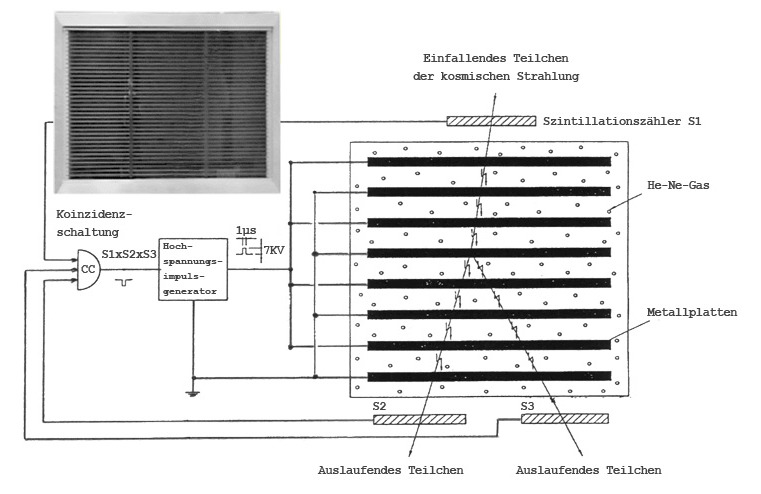 Einfallendes Teilchen
der kosmischen Strahlung
Szintillationszähler S1
He-Ne-Gas
Koinzidenz-
schaltung
S1xS2xS3
CC
Hoch-
spannungs-
impuls-
generator
1µs
7KV
Metallplatten
S2
S3
Auslaufendes Teilchen
Auslaufendes Teilchen